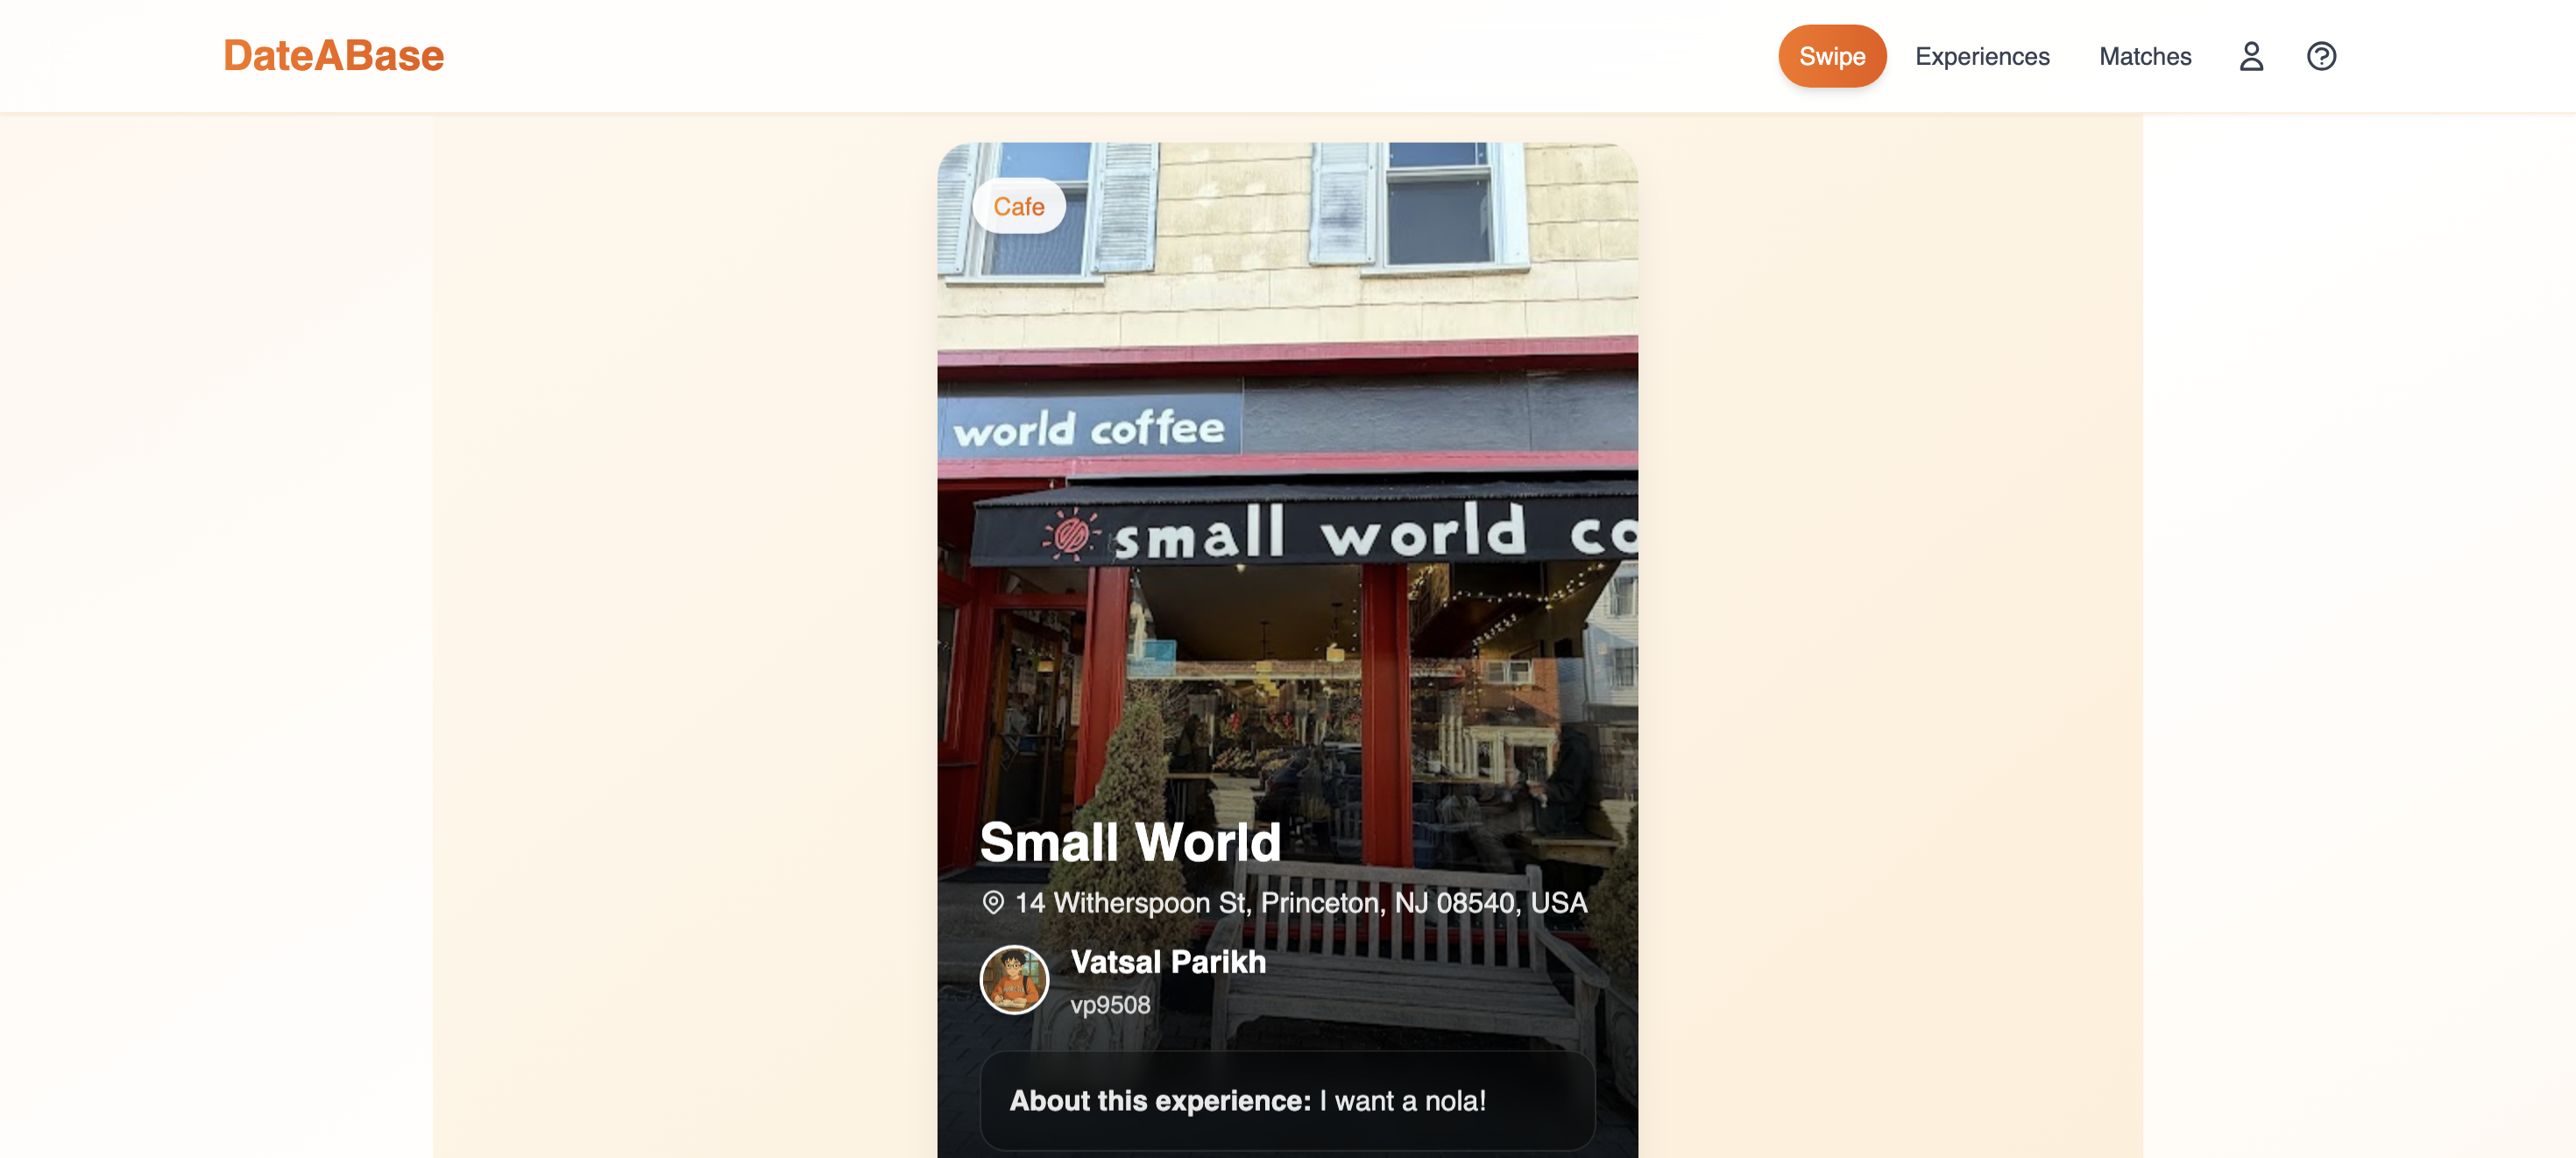 DateABase
Swipe
Experiences
Matches
Cafe
world coffee
small world co
Small World
14 Witherspoon St, Princeton, NJ 08540, USA
Vatsal Parikh
vp9508
About this experience: I want a nola!